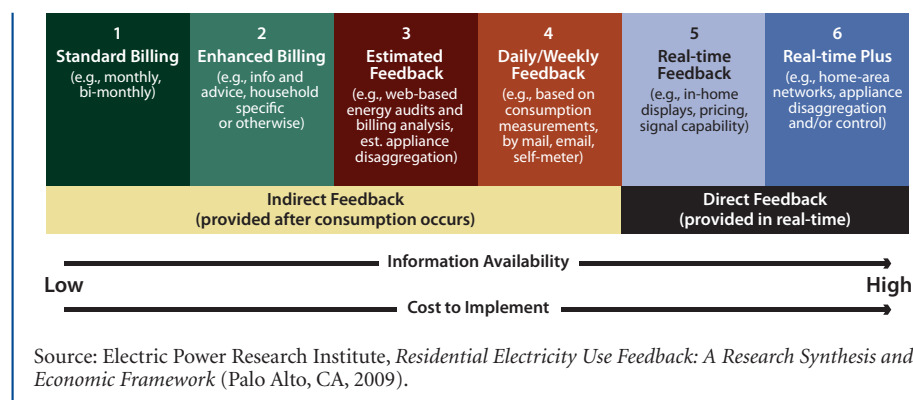 1
Standard Billing
(e.g., monthly,
bi-monthly)
2
Enhanced Billing
(e.g., info and
advice, household
specific
or otherwise)
3
Estimated
Feedback
(e.g., web-based
energy audits and
billing analysis,
est. appliance
disaggregation)
4
Daily/Weekly
Feedback
(e.g., based on
consumption
measurements,
by mail, email,
self-meter)
5
Real-time
Feedback
(e.g., in-home
displays, pricing,
signal capability)
6
Real-time Plus
(e.g., home-area
networks, appliance
disaggregation
and/or control)
Indirect Feedback
(provided after consumption occurs)
Direct Feedback
(provided in real-time)
Information Availability
Low
High
Cost to Implement
Source: Electric Power Research Institute, Residential Electricity Use Feedback: A Research Synthesis and
Economic Framework (Palo Alto, CA, 2009).